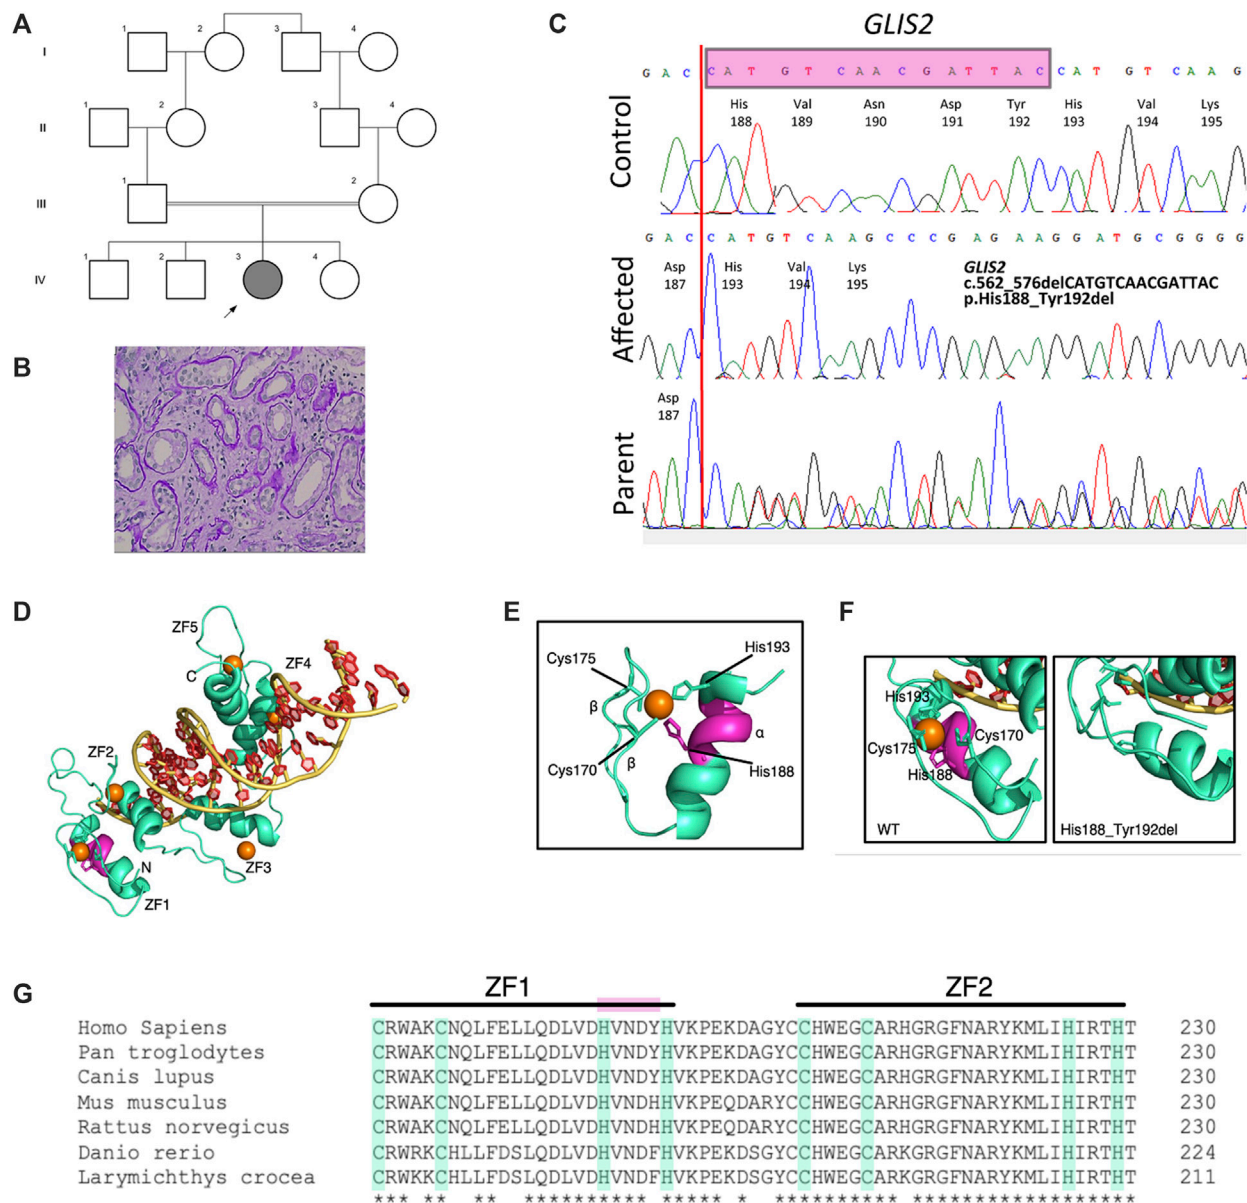 A
I
1
2
3
4
II
1
2
3
4
III
1
2
IV
1
2
3
4
B
C
GLIS2
Control
G A C C A T G T C A A C G A T T A C C A T G T C A A G
His Val Asn Asp Tyr His Val Lys
188 189 190 191 192 193 194 195
Affected
G A C C A T G T C A A G C C C G A G A A G G A T G C G G G G
Asp His Val Lys
187 193 194 195
GLIS2
c.562_576delCATGTCAACGATTAC
p.His188_Tyr192del
Parent
Asp
187
D
ZF5
C
ZF4
ZF2
N
ZF3
ZF1
E
Cys175
His193
β
α
Cys170
β
His188
F
His193
Cys175
Cys170
His188
WT
His188_Tyr192del
G
ZF1 ZF2
Homo Sapiens CRWAKCNQLFELLQDLVDHVNDYHVKPEKDAGYCCHWEGCARHGRGFNARYKMLIHIRTHT 230
Pan troglodytes CRWAKCNQLFELLQDLVDHVNDYHVKPEKDAGYCCHWEGCARHGRGFNARYKMLIHIRTHT 230
Canis lupus CRWAKCNQLFELLQDLVDHVNDYHVKPEKDAGYCCHWEGCARHGRGFNARYKMLIHIRTHT 230
Mus musculus CRWAKCNQLFELLQDLVDHVNDHHVKPEQDARYCCHWEGCARHGRGFNARYKMLIHIRTHT 230
Rattus norvegicus CRWAKCNQLFELLQDLVDHVNDHHVKPEQDARYCCHWEGCARHGRGFNARYKMLIHIRTHT 230
Danio rerio CRWRKCHLLFDSLQDLVDHVNDFHVKPEKDSGYCCHWEGCARKGRGFNARYKMLIHIRTHT 224
Larymichthys crocea CRWKKCHLLFDSLQDLVDHVNDFHVKPEKDSGYCCHWEGCARKGRGFNARYKMLIHIRTHT 211
*** **  **  ********** ***** *  ********** ******************